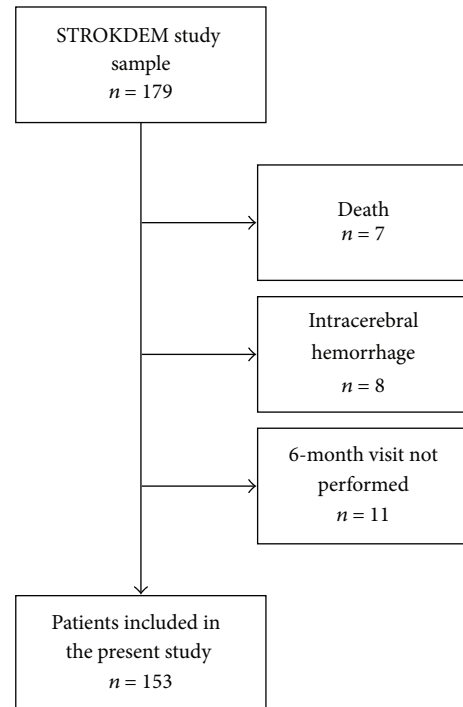 STROKDEM study
sample
n = 179
Death
n = 7
Intracerebral
hemorrhage
n = 8
6-month visit not
performed
n = 11
Patients included in
the present study
n = 153